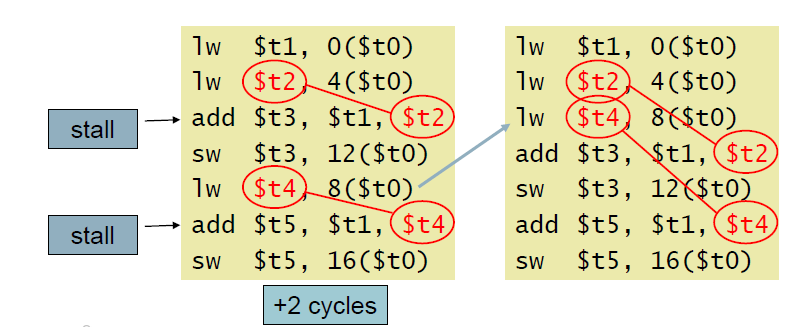 lw $t1, 0($t0)
lw $t2, 4($t0)
stall
add $t3, $t1, $t2
sw $t3, 12($t0)
lw $t4, 8($t0)
stall
add $t5, $t1, $t4
sw $t5, 16($t0)
+2 cycles
lw $t1, 0($t0)
lw $t2, 4($t0)
lw $t4, 8($t0)
add $t3, $t1, $t2
sw $t3, 12($t0)
add $t5, $t1, $t4
sw $t5, 16($t0)